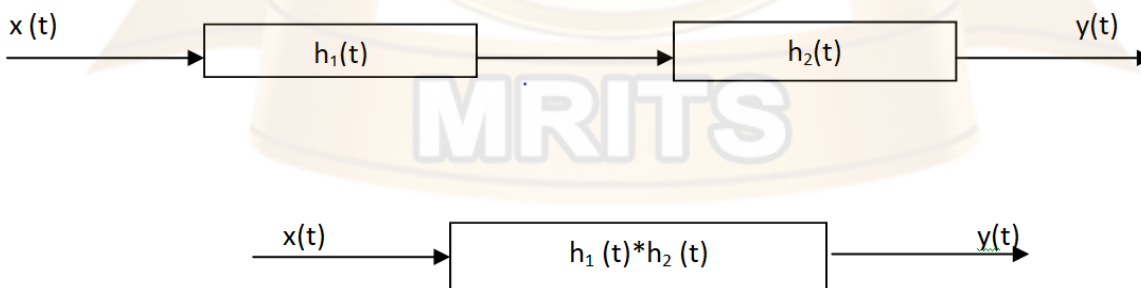 x (t) h₁(t) h₂(t) y(t)
MRITS
x(t) h₁ (t)*h₂ (t) y(t)